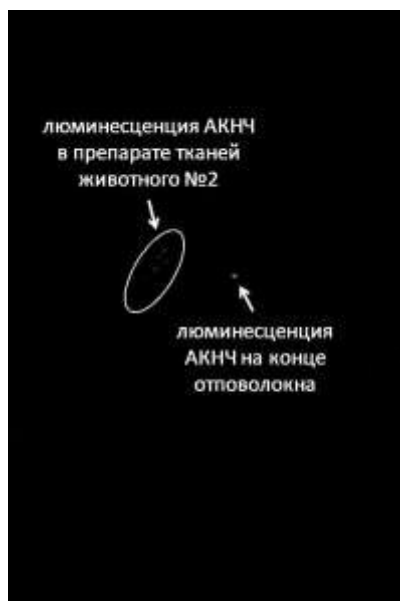 люминесценция АКНЧ
в препарате тканей
животного №2
люминесценция
АКНЧ на конце
отповолокна